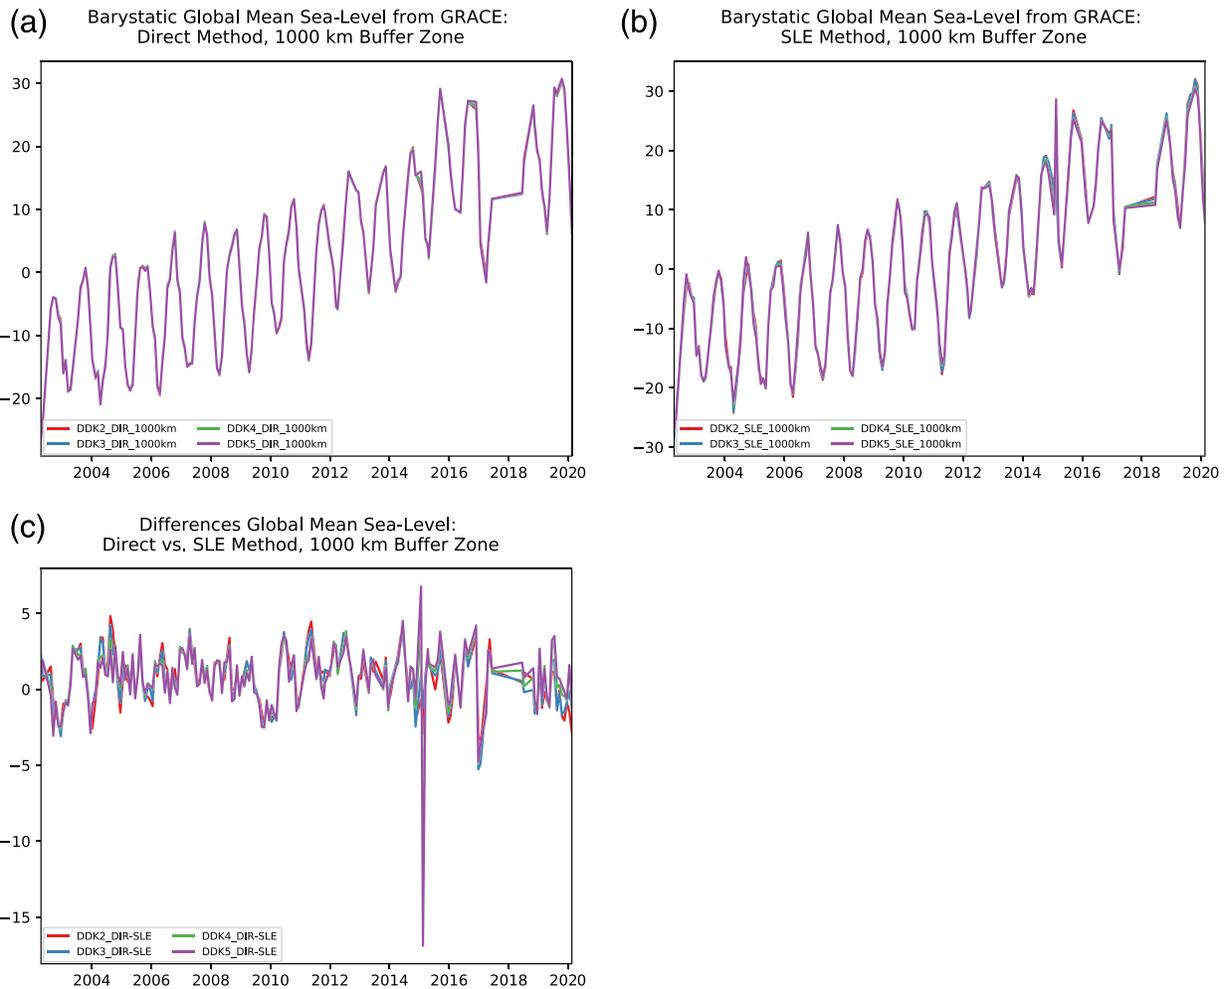 (a)
Barystatic Global Mean Sea-Level from GRACE:
Direct Method, 1000 km Buffer Zone
30
20
10
0
−10
−20
DDK2_DIR_1000km
DDK3_DIR_1000km
DDK4_DIR_1000km
DDK5_DIR_1000km
2004 2006 2008 2010 2012 2014 2016 2018 2020
(b)
Barystatic Global Mean Sea-Level from GRACE:
SLE Method, 1000 km Buffer Zone
30
20
10
0
−10
−20
−30
DDK2_SLE_1000km
DDK3_SLE_1000km
DDK4_SLE_1000km
DDK5_SLE_1000km
2004 2006 2008 2010 2012 2014 2016 2018 2020
(c)
Differences Global Mean Sea-Level:
Direct vs. SLE Method, 1000 km Buffer Zone
5
0
−5
−10
−15
DDK2_DIR-SLE
DDK3_DIR-SLE
DDK4_DIR-SLE
DDK5_DIR-SLE
2004 2006 2008 2010 2012 2014 2016 2018 2020